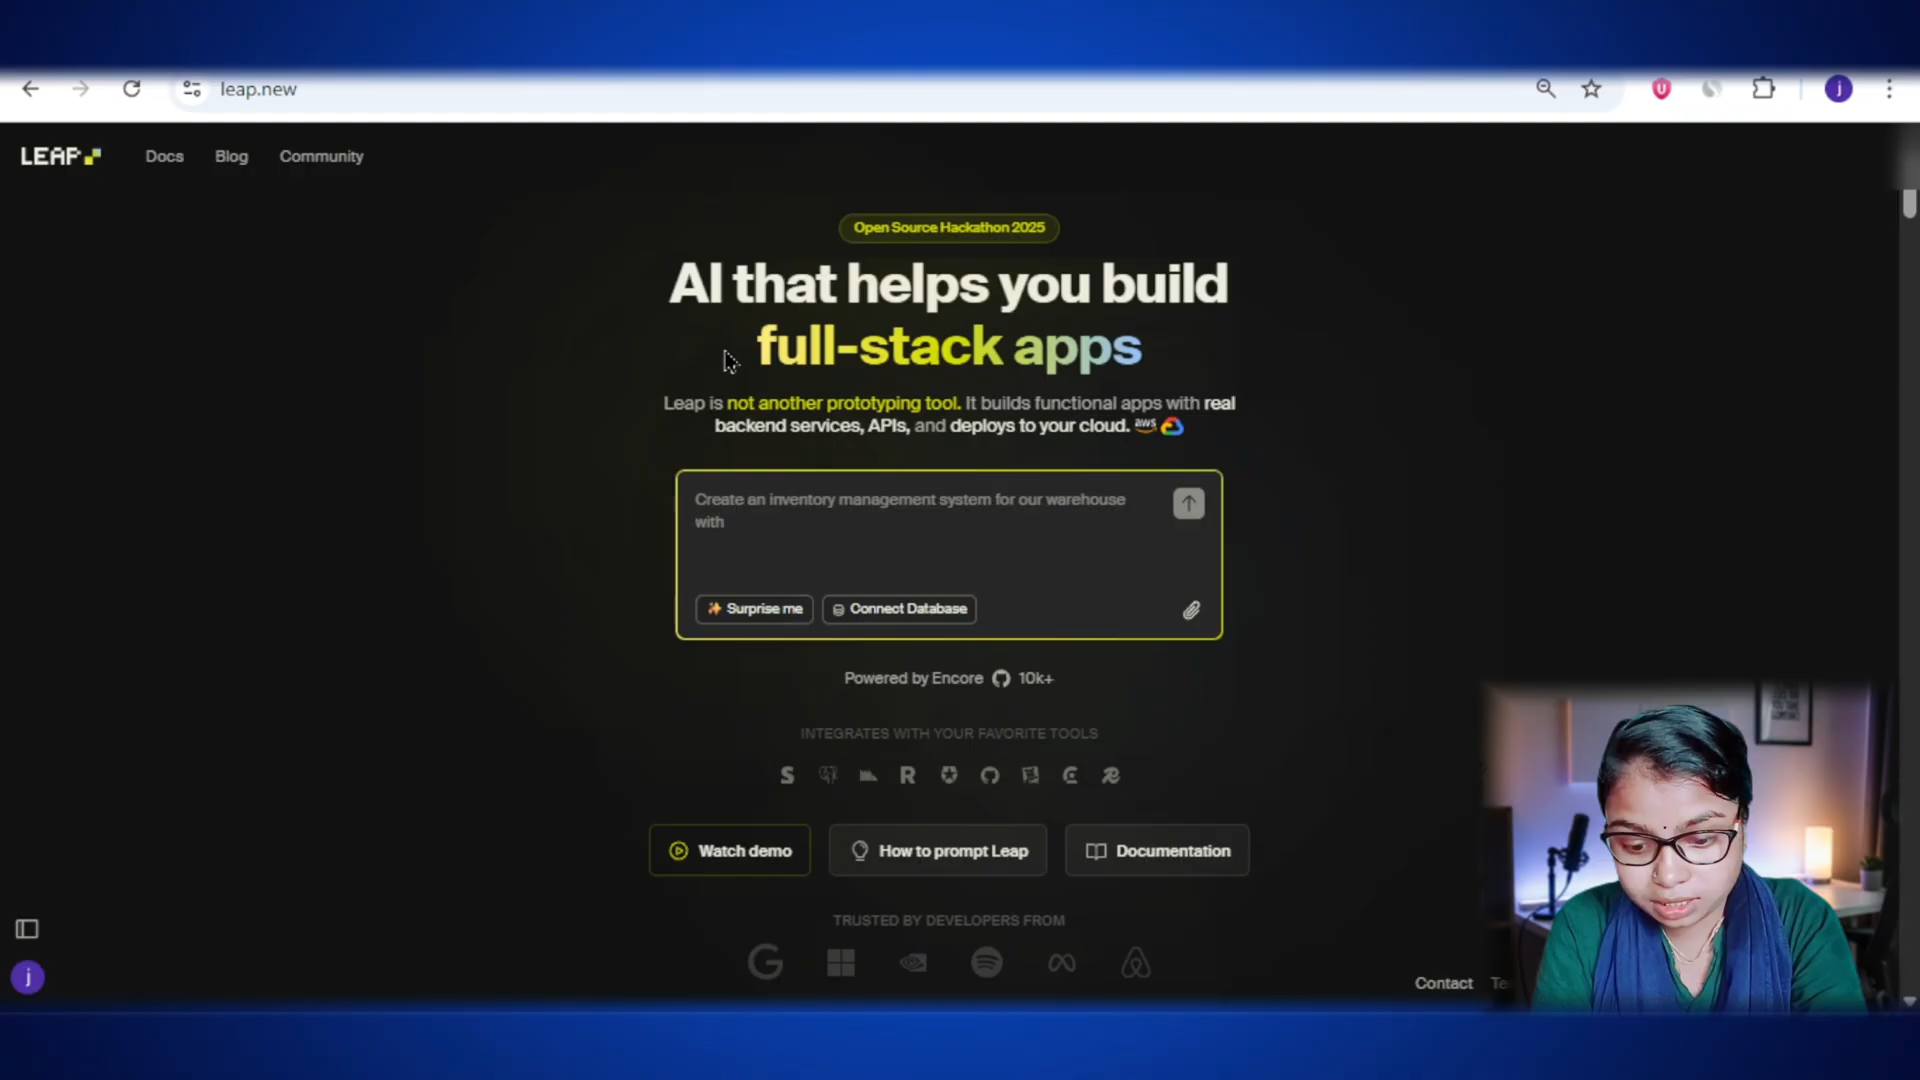 leap.new
LEAP Docs Blog Community
Open Source Hackathon 2025
AI that helps you build
full-stack apps
Leap is not another prototyping tool. It builds functional apps with real
backend services, APIs, and deploys to your cloud. aws
Create an inventory management system for our warehouse
with
Surprise me Connect Database
Powered by Encore 10k+
INTEGRATES WITH YOUR FAVORITE TOOLS
Watch demo How to prompt Leap Documentation
TRUSTED BY DEVELOPERS FROM
j
Contact Te